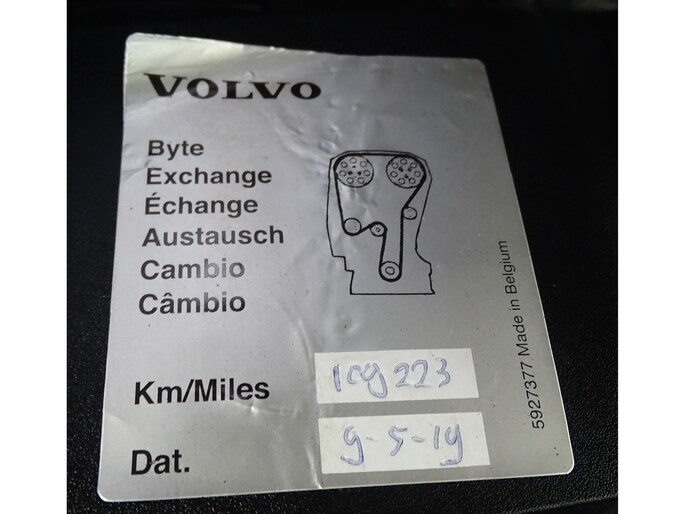 VOLVO
Byte
Exchange
Échange
Austausch
Cambio
Câmbio
Km/Miles 109223
Dat. 9-5-19
5927377 Made in Belgium